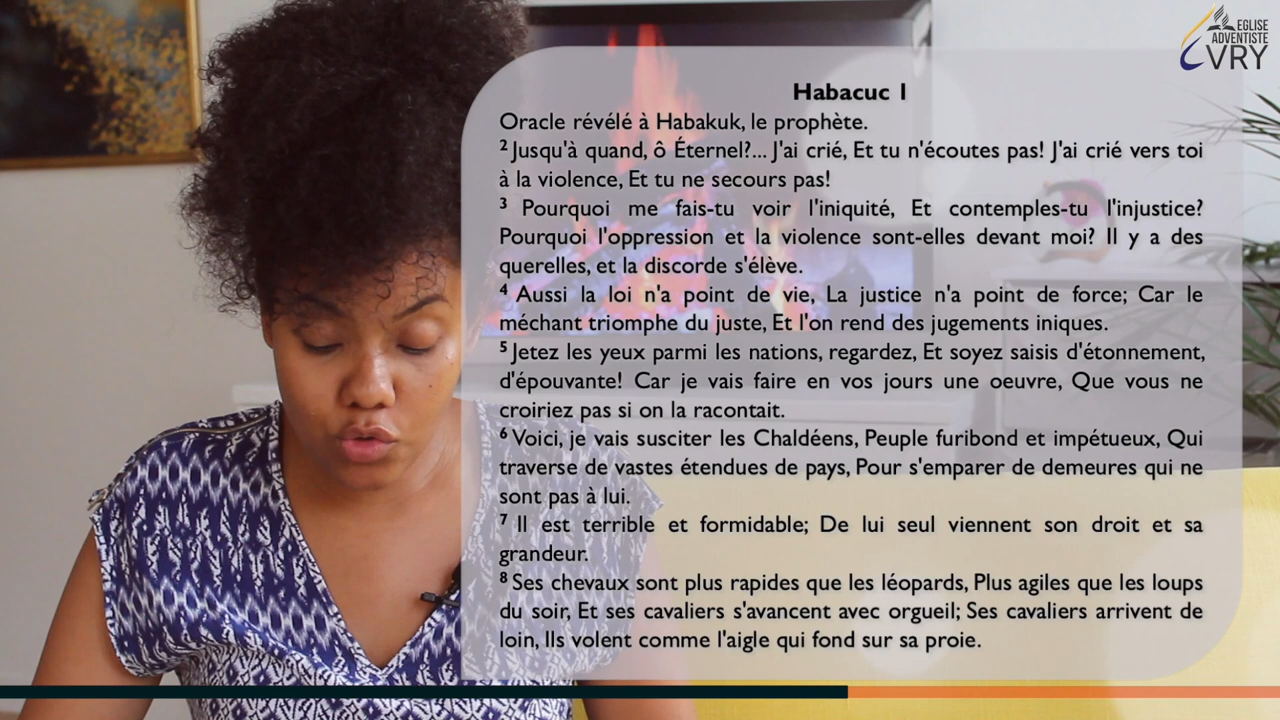 EGLISE
ADVENTISTE
VRY
Habacuc 1
Oracle révélé à Habakuk, le prophète.
2 Jusqu'à quand, ô Éternel?... J'ai crié, Et tu n'écoutes pas! J'ai crié vers toi
à la violence, Et tu ne secours pas!
3 Pourquoi me fais-tu voir l'iniquité, Et contemples-tu l'injustice?
Pourquoi l'oppression et la violence sont-elles devant moi? Il y a des
querelles, et la discorde s'élève.
4 Aussi la loi n'a point de vie, La justice n'a point de force; Car le
méchant triomphe du juste, Et l'on rend des jugements iniques.
5 Jetez les yeux parmi les nations, regardez, Et soyez saisis d'étonnement,
d'épouvante! Car je vais faire en vos jours une oeuvre, Que vous ne
croiriez pas si on la racontait.
6 Voici, je vais susciter les Chaldéens, Peuple furibond et impétueux, Qui
traverse de vastes étendues de pays, Pour s'emparer de demeures qui ne
sont pas à lui.
7 Il est terrible et formidable; De lui seul viennent son droit et sa
grandeur.
8 Ses chevaux sont plus rapides que les léopards, Plus agiles que les loups
du soir, Et ses cavaliers s'avancent avec orgueil; Ses cavaliers arrivent de
loin, Ils volent comme l'aigle qui fond sur sa proie.